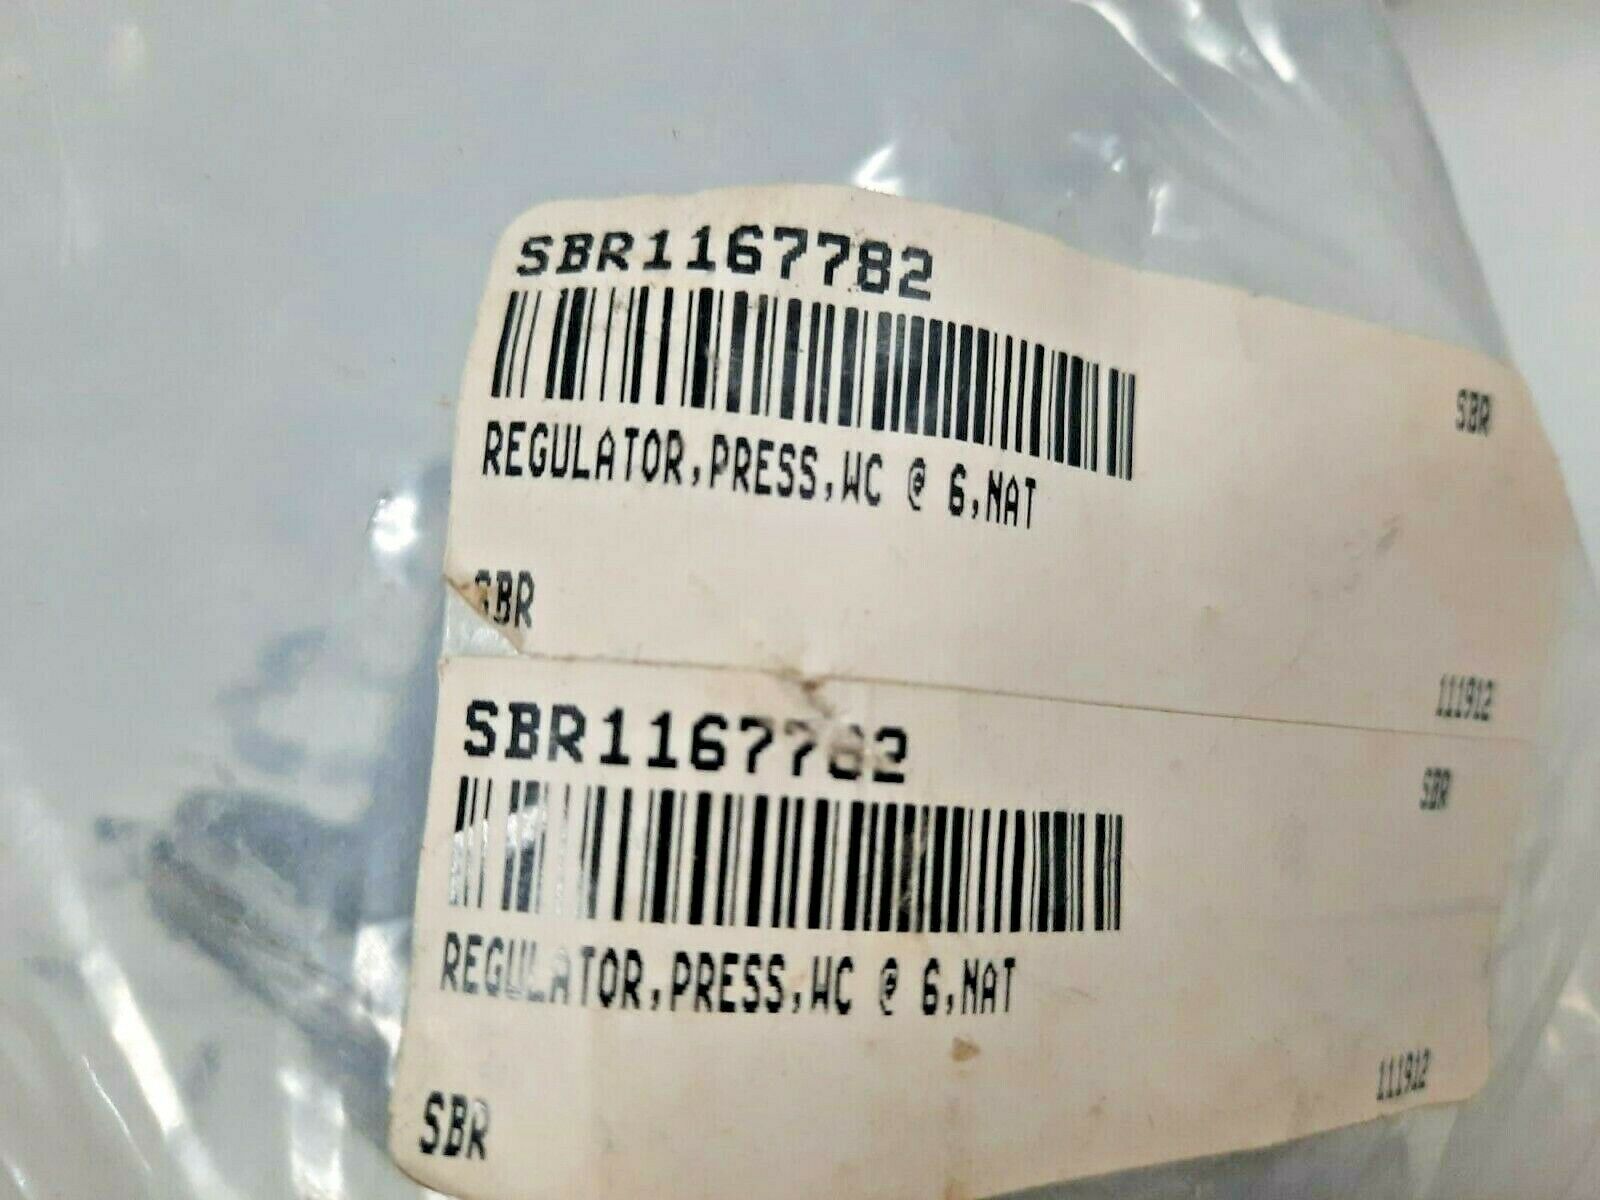 SBR1167782
SBR
REGULATOR,PRESS,WC @ 6,NAT
SBR
111912
SBR1167782
SBR
REGULATOR,PRESS,WC @ 6,NAT
111912
SBR